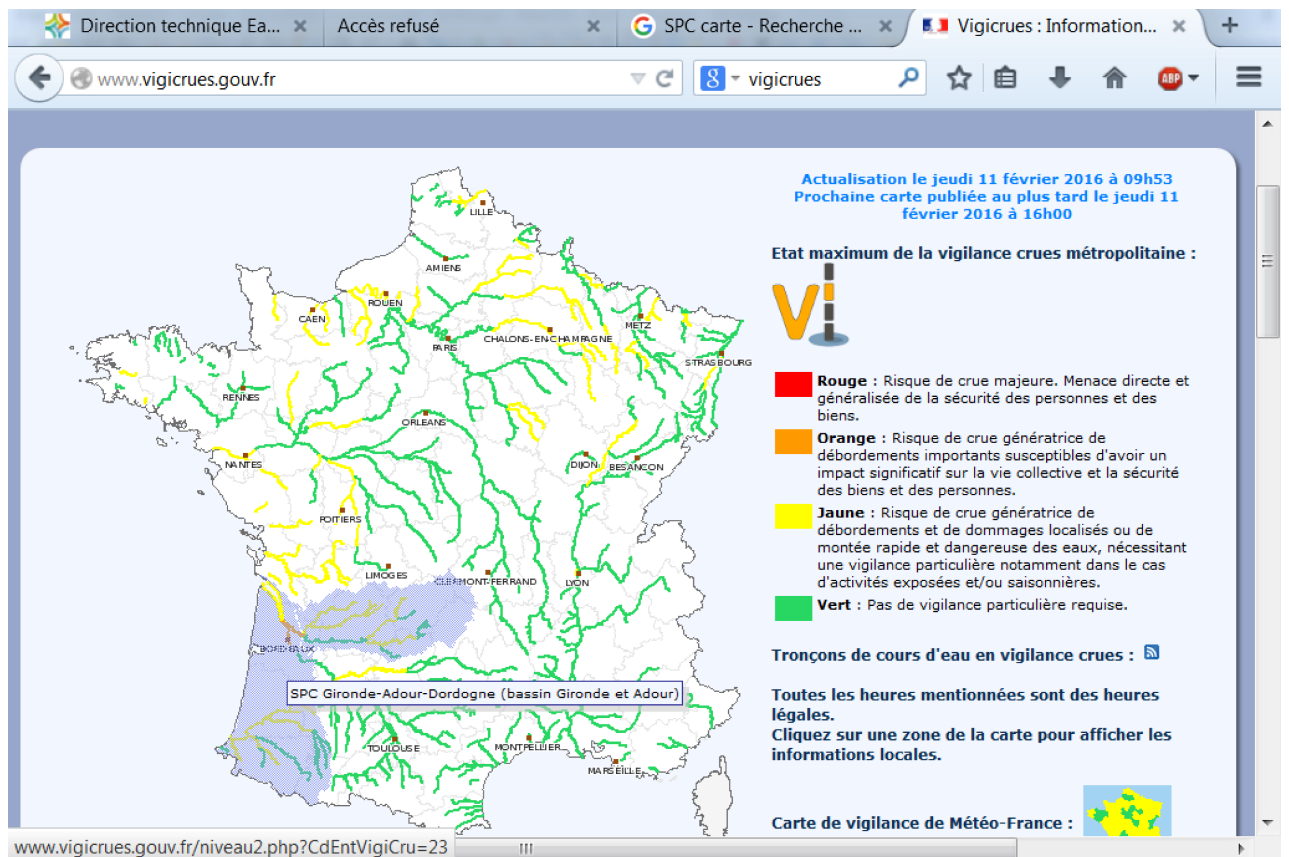 Direction technique Ea...
Accès refusé
SPC carte - Recherche ...
Vigicrues : Information...
www.vigicrues.gouv.fr
8
vigicrues
ABP
Actualisation le jeudi 11 février 2016 à 09h53
Prochaine carte publiée au plus tard le jeudi 11
février 2016 à 16h00
Etat maximum de la vigilance crues métropolitaine :
Vi
Rouge : Risque de crue majeure. Menace directe et
généralisée de la sécurité des personnes et des
biens.
Orange : Risque de crue génératrice de
débordements importants susceptibles d'avoir un
impact significatif sur la vie collective et la sécurité
des biens et des personnes.
Jaune : Risque de crue génératrice de
débordements et de dommages localisés ou de
montée rapide et dangereuse des eaux, nécessitant
une vigilance particulière notamment dans le cas
d'activités exposées et/ou saisonnières.
Vert : Pas de vigilance particulière requise.
Tronçons de cours d'eau en vigilance crues :
Toutes les heures mentionnées sont des heures
légales.
Cliquez sur une zone de la carte pour afficher les
informations locales.
Carte de vigilance de Météo-France :
LILLE
AMIENS
ROUEN
CAEN
METZ
CHALONS-EN-CHAMPAGNE
PARIS
STRASBOURG
RENNES
ORLEANS
NANTES
DIJON
BESANCON
POITIERS
LIMOGES
CLERMONT-FERRAND
LYON
BORDEAUX
SPC Gironde-Adour-Dordogne (bassin Gironde et Adour)
TOULOUSE
MONTPELLIER
MARSEILLE
www.vigicrues.gouv.fr/niveau2.php?CdEntVigiCru=23